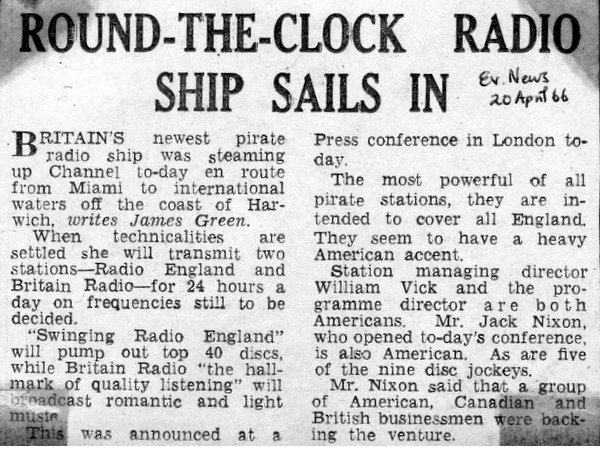 ROUND-THE-CLOCK RADIO
SHIP SAILS IN
Ev. News
20 April 66
BRITAIN'S newest pirate
radio ship was steaming
up Channel to-day en route
from Miami to international
waters off the coast of Har-
wich, writes James Green.
When technicalities are
settled she will transmit two
stations—Radio England and
Britain Radio—for 24 hours a
day on frequencies still to be
decided.
"Swinging Radio England"
will pump out top 40 discs,
while Britain Radio "the hall-
mark of quality listening" will
broadcast romantic and light
music
This was announced at a
Press conference in London to-
day.
The most powerful of all
pirate stations, they are in-
tended to cover all England.
They seem to have a heavy
American accent.
Station managing director
William Vick and the pro-
gramme director are both
Americans. Mr. Jack Nixon,
who opened to-day's conference,
is also American. As are five
of the nine disc jockeys.
Mr. Nixon said that a group
of American, Canadian and
British businessmen were back-
ing the venture.